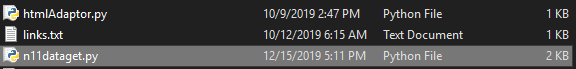 htmlAdaptor.py 10/9/2019 2:47 PM Python File 1 KB
links.txt 10/12/2019 6:15 AM Text Document 1 KB
n11dataget.py 12/15/2019 5:11 PM Python File 2 KB